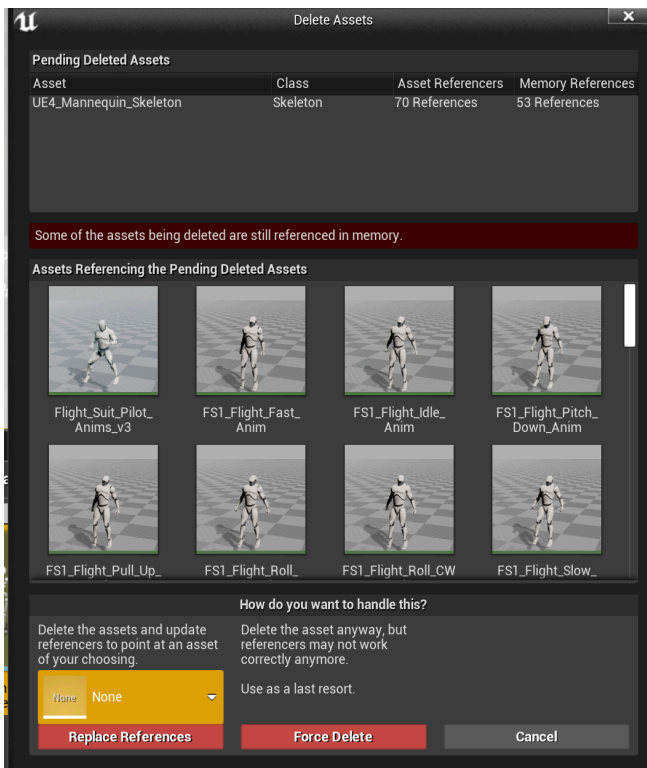 Delete Assets
Pending Deleted Assets
Asset Class Asset Referencers Memory References
UE4_Mannequin_Skeleton Skeleton 70 References 53 References
Some of the assets being deleted are still referenced in memory.
Assets Referencing the Pending Deleted Assets
Flight_Suit_Pilot_ FS1_Flight_Fast_ FS1_Flight_Idle_ FS1_Flight_Pitch_
Anims_v3 Anim Anim Down_Anim
FS1_Flight_Pull_Up_ FS1_Flight_Roll_ FS1_Flight_Roll_CW FS1_Flight_Slow_
How do you want to handle this?
Delete the assets and update
referencers to point at an asset
of your choosing.
None None
Replace References
Delete the asset anyway, but
referencers may not work
correctly anymore.
Use as a last resort.
Force Delete
Cancel